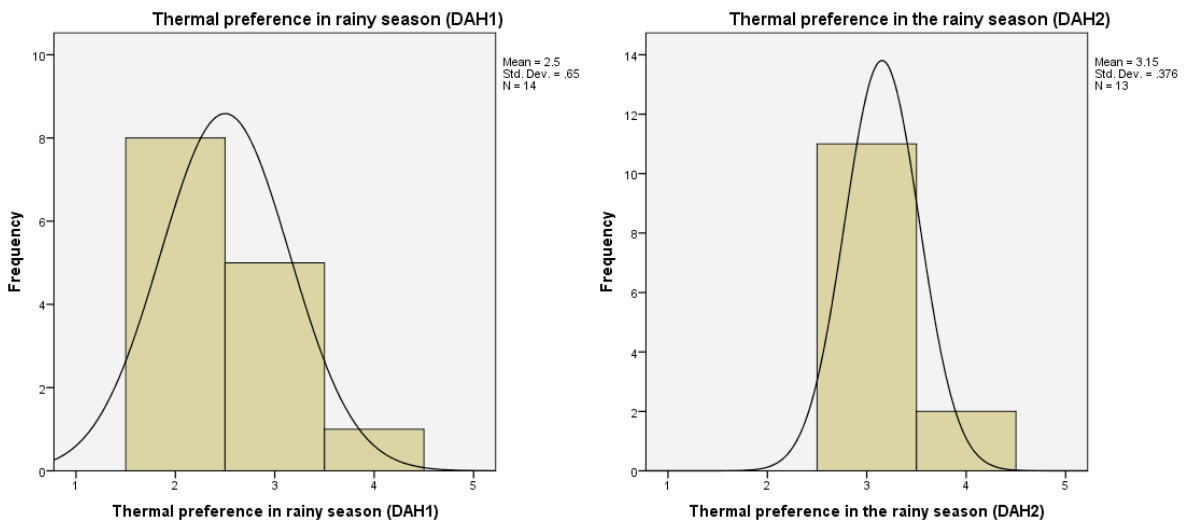 Thermal preference in rainy season (DAH1)
Mean = 2.5
Std. Dev. = .65
N = 14
10
8
6
4
2
0
Frequency
1 2 3 4 5
Thermal preference in rainy season (DAH1)
Thermal preference in the rainy season (DAH2)
Mean = 3.15
Std. Dev. = .376
N = 13
14
12
10
8
6
4
2
0
Frequency
1 2 3 4 5
Thermal preference in the rainy season (DAH2)